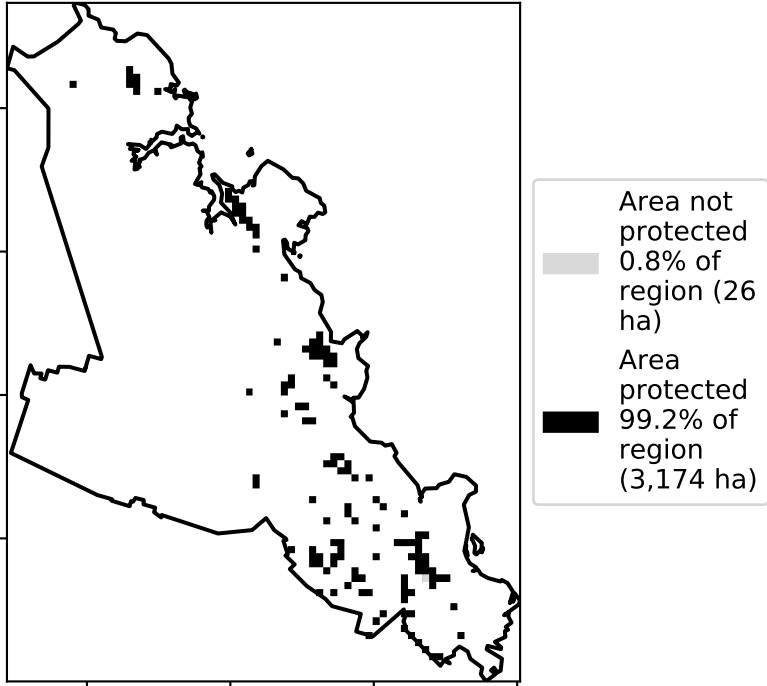 Area not
protected
0.8% of
region (26
ha)
Area
protected
99.2% of
region
(3,174 ha)